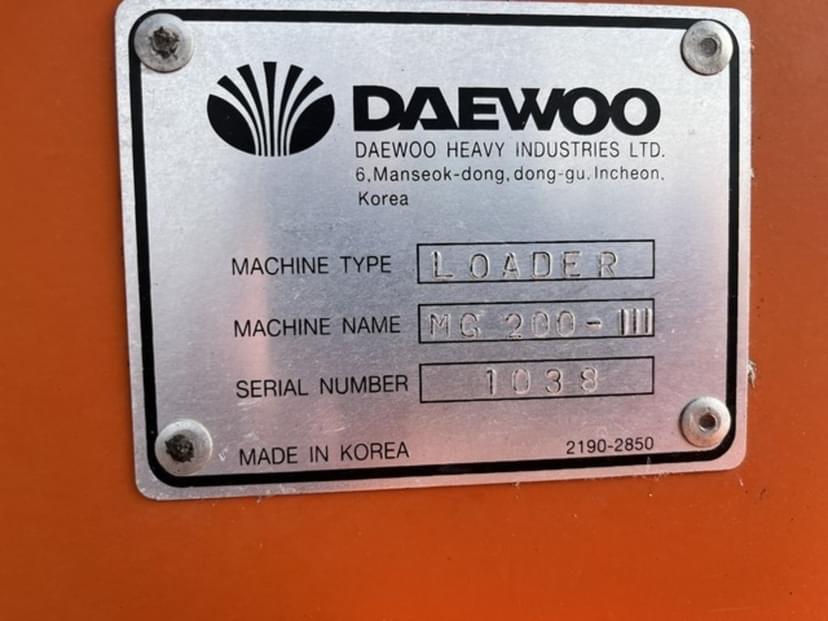 DAEWOO
DAEWOO HEAVY INDUSTRIES LTD.
6,Manseok-dong,dong-gu,Incheon,
Korea
MACHINE TYPE LOADER
MACHINE NAME MG 200-III
SERIAL NUMBER 1038
MADE IN KOREA 2190-2850